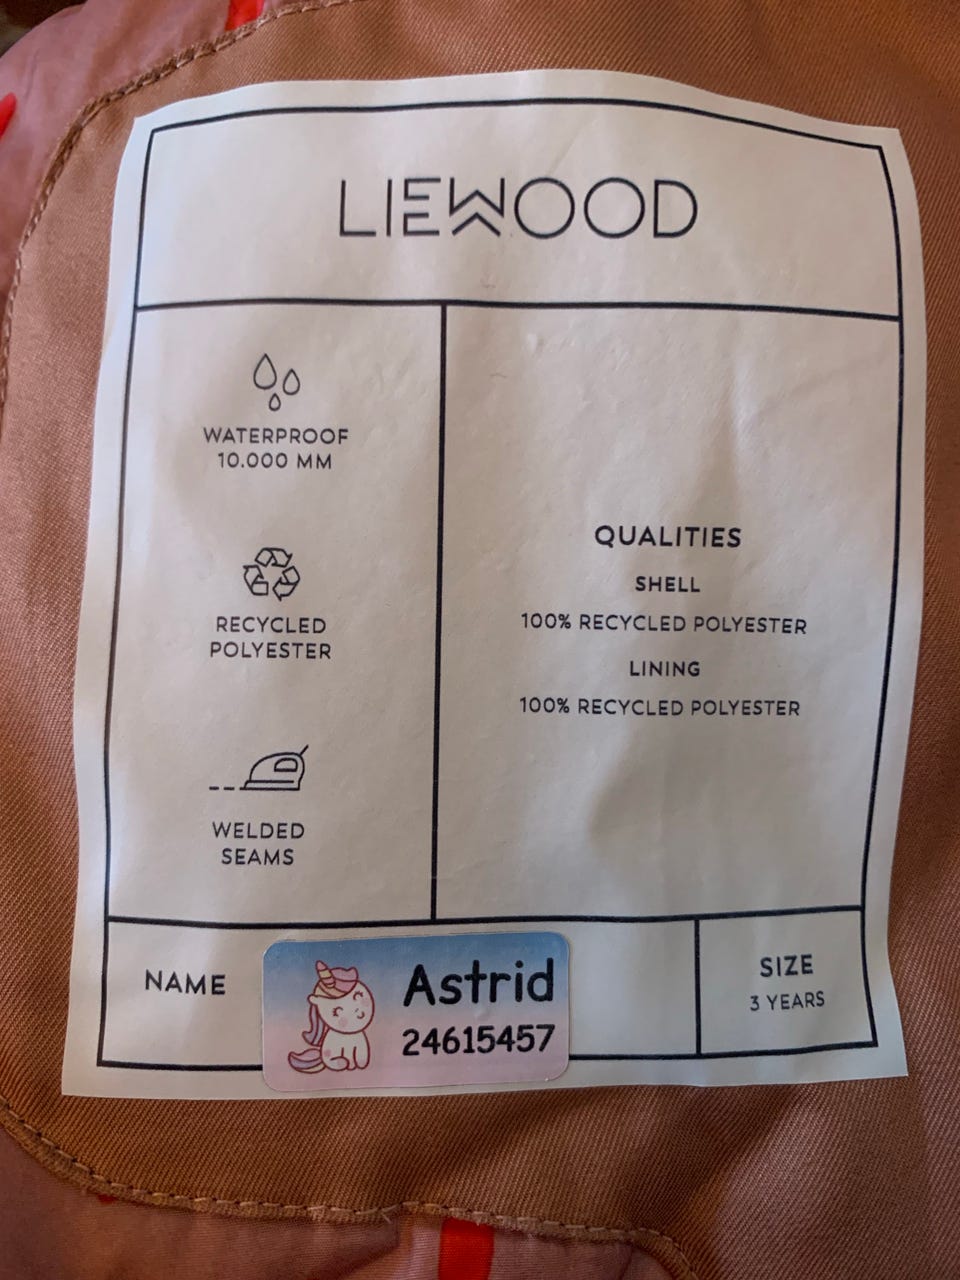 LIEWOOD
WATERPROOF
10.000 MM
RECYCLED
POLYESTER
WELDED
SEAMS
QUALITIES
SHELL
100% RECYCLED POLYESTER
LINING
100% RECYCLED POLYESTER
NAME
Astrid
24615457
SIZE
3 YEARS